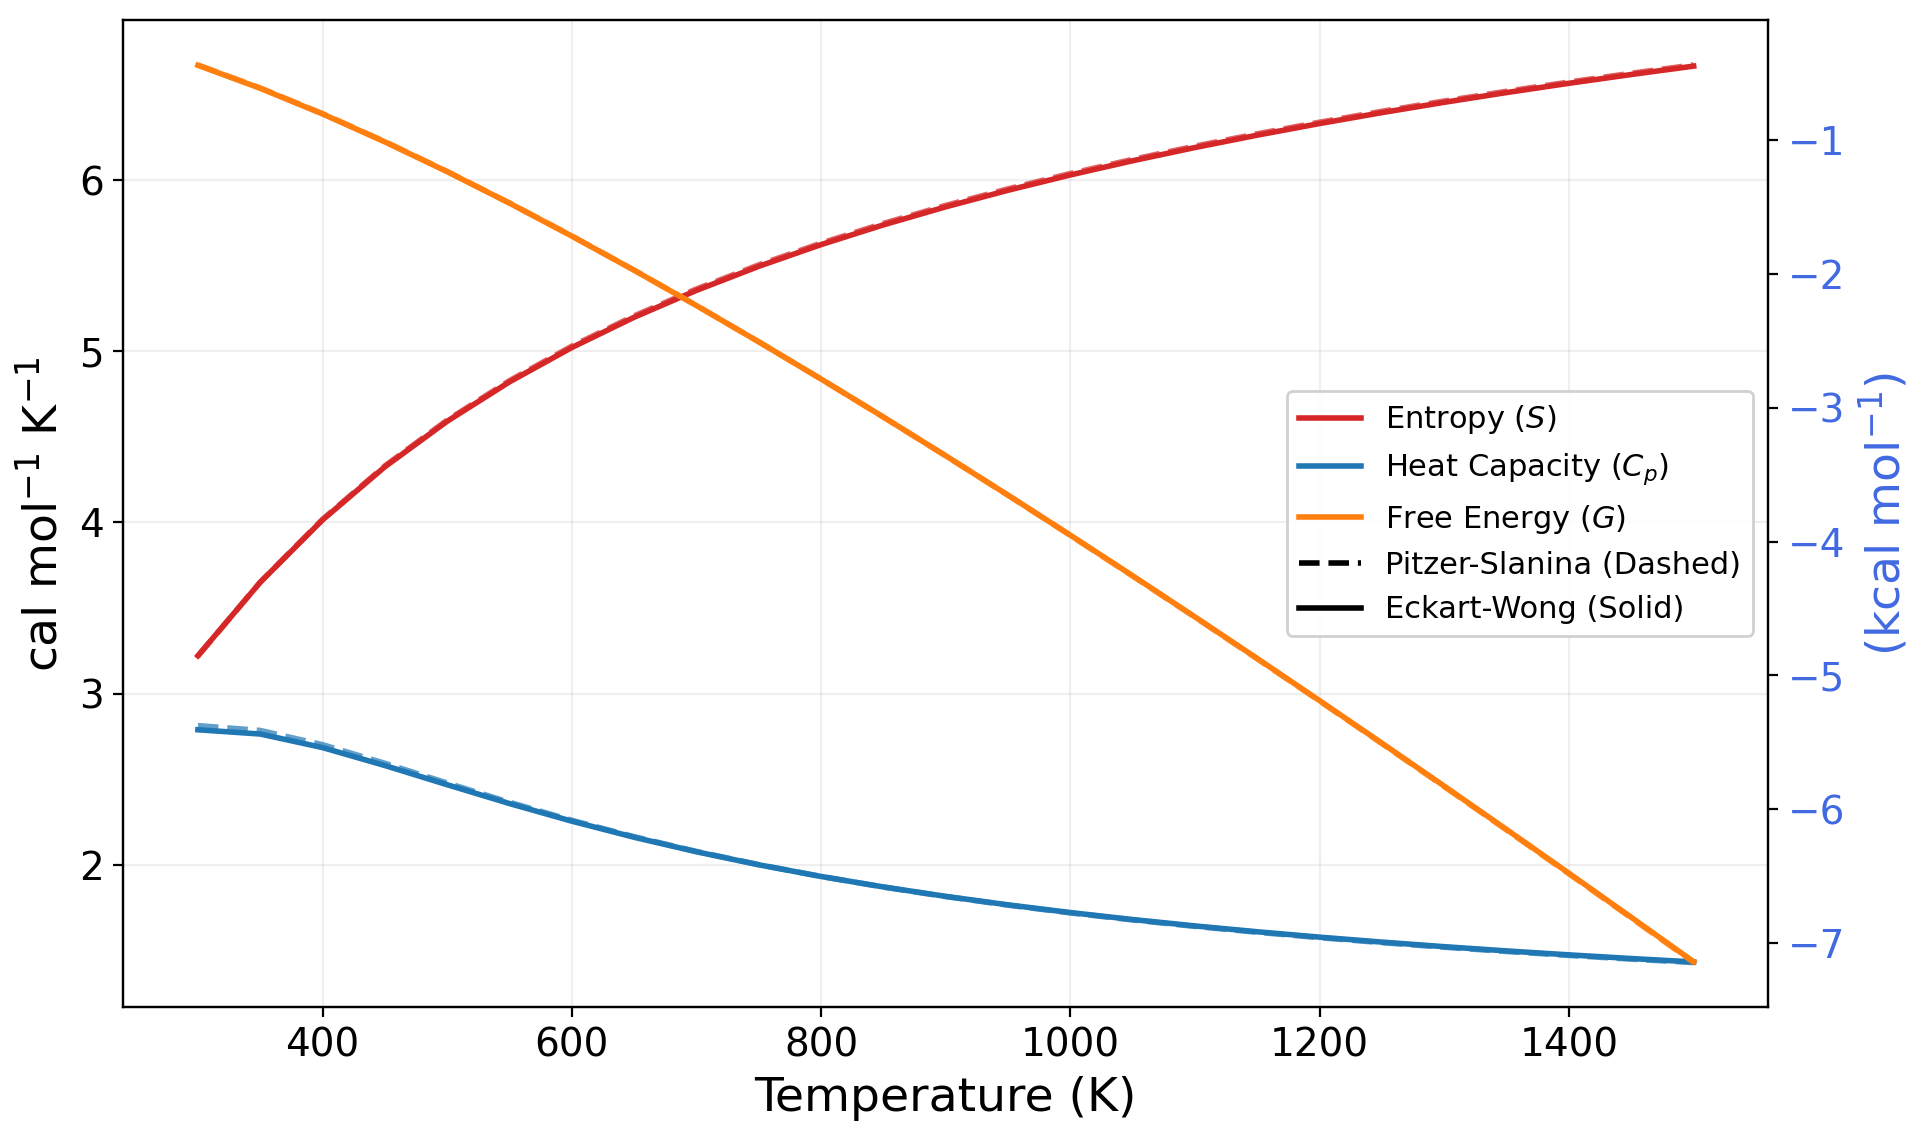 6
5
4
3
2
cal mol⁻¹ K⁻¹
400 600 800 1000 1200 1400
Temperature (K)
−1
−2
−3
−4
−5
−6
−7
(kcal mol⁻¹)
Entropy (S)
Heat Capacity (Cₚ)
Free Energy (G)
Pitzer-Slanina (Dashed)
Eckart-Wong (Solid)